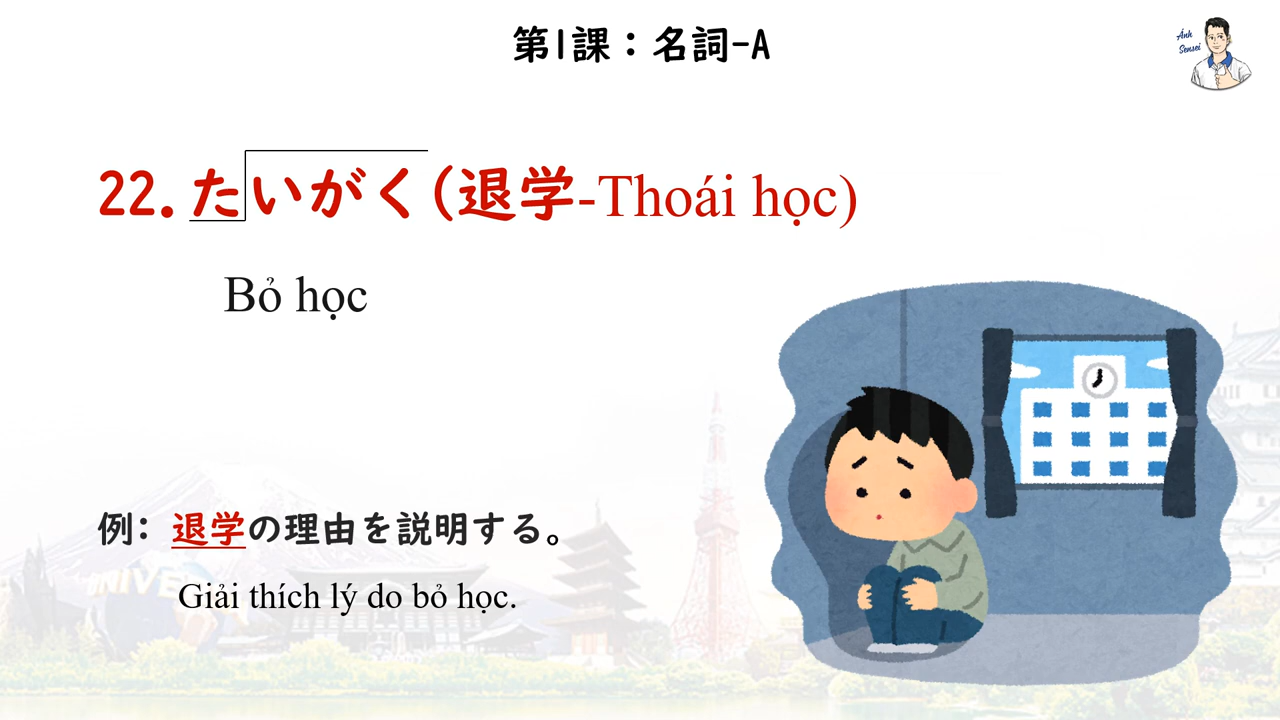 第1課：名詞-A
Ánh
Sensei
22. たいがく(退学-Thoái học)
Bỏ học
例: 退学の理由を説明する。
Giải thích lý do bỏ học.